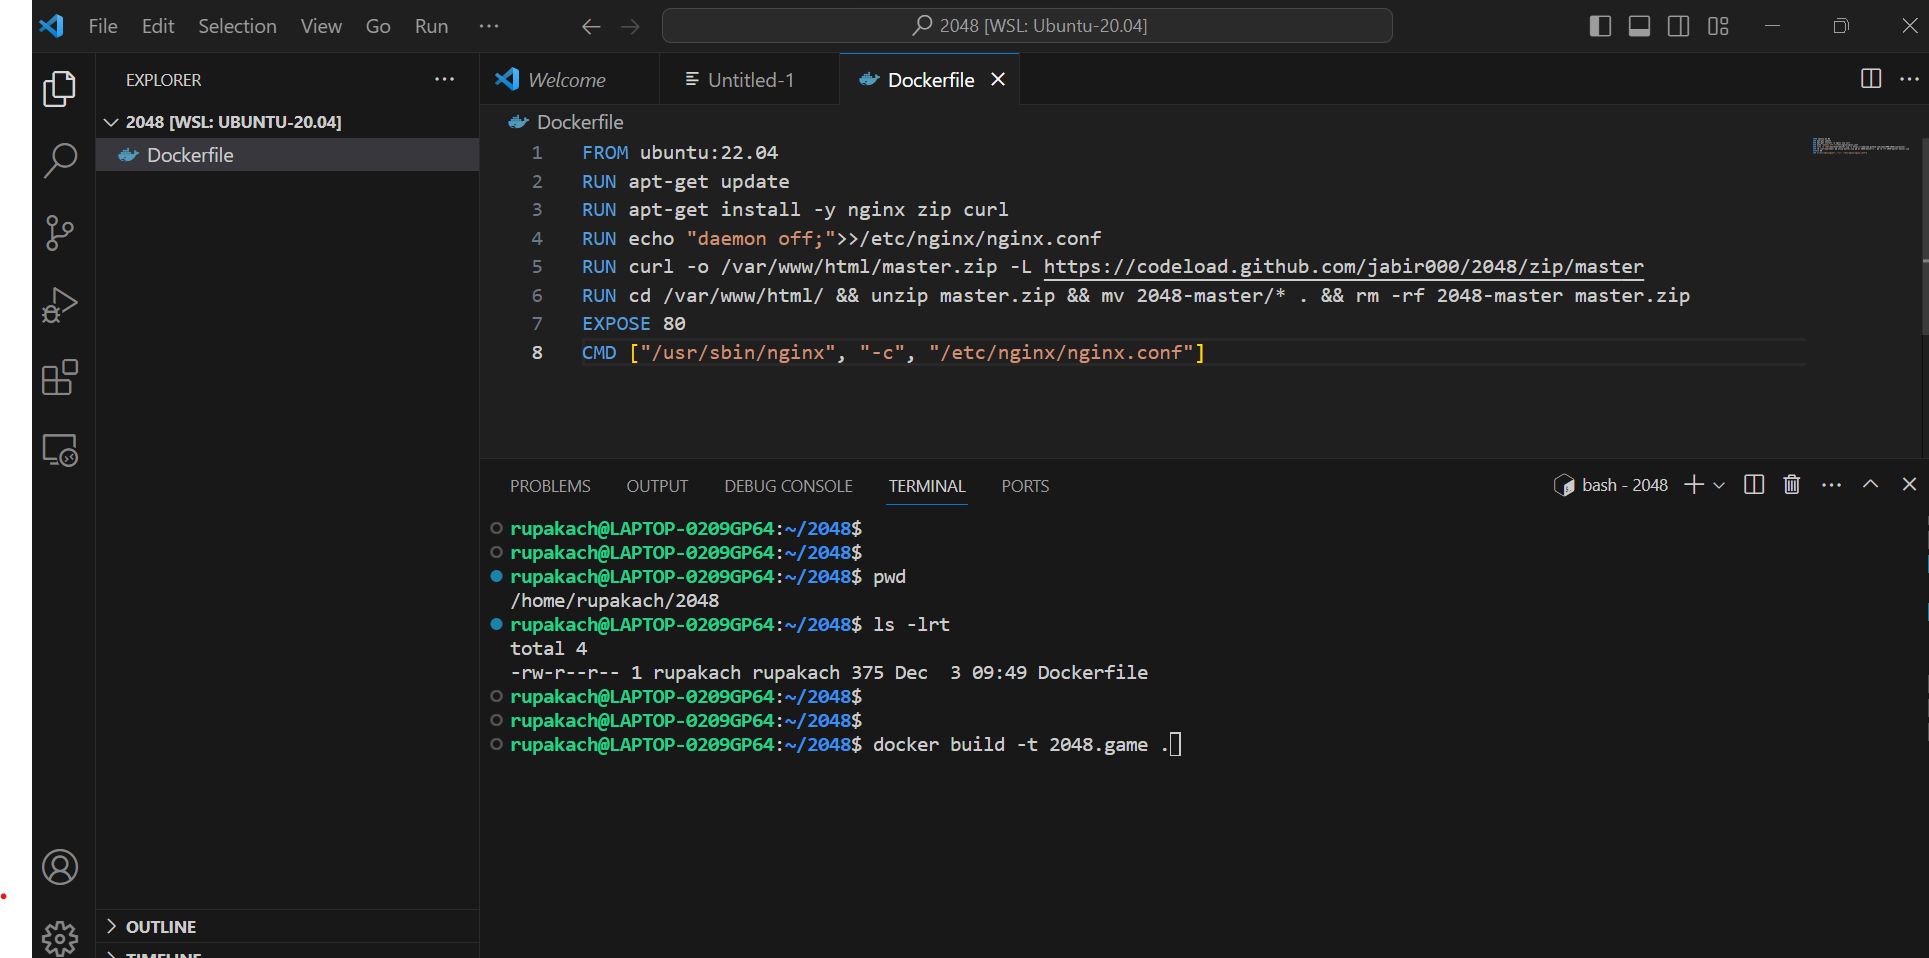 File Edit Selection View Go Run ··· 2048 [WSL: Ubuntu-20.04]
EXPLORER ···
2048 [WSL: UBUNTU-20.04]
Dockerfile
OUTLINE
TIMELINE
Welcome Untitled-1 Dockerfile
Dockerfile
1 FROM ubuntu:22.04
2 RUN apt-get update
3 RUN apt-get install -y nginx zip curl
4 RUN echo "daemon off;">>/etc/nginx/nginx.conf
5 RUN curl -o /var/www/html/master.zip -L https://codeload.github.com/jabir000/2048/zip/master
6 RUN cd /var/www/html/ && unzip master.zip && mv 2048-master/* . && rm -rf 2048-master master.zip
7 EXPOSE 80
8 CMD ["/usr/sbin/nginx", "-c", "/etc/nginx/nginx.conf"]
PROBLEMS OUTPUT DEBUG CONSOLE TERMINAL PORTS bash - 2048
rupakach@LAPTOP-0209GP64:~/2048$
rupakach@LAPTOP-0209GP64:~/2048$
rupakach@LAPTOP-0209GP64:~/2048$ pwd
/home/rupakach/2048
rupakach@LAPTOP-0209GP64:~/2048$ ls -lrt
total 4
-rw-r--r-- 1 rupakach rupakach 375 Dec  3 09:49 Dockerfile
rupakach@LAPTOP-0209GP64:~/2048$
rupakach@LAPTOP-0209GP64:~/2048$
rupakach@LAPTOP-0209GP64:~/2048$ docker build -t 2048.game .